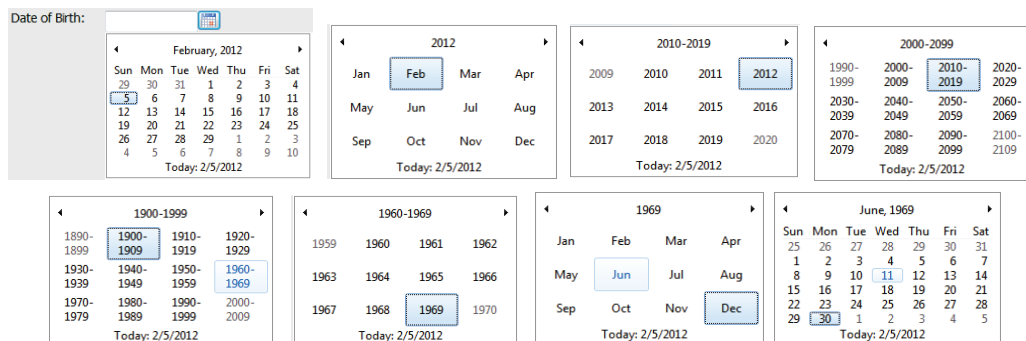 Date of Birth:
February, 2012
Sun Mon Tue Wed Thu Fri Sat
29 30 31 1 2 3 4
5 6 7 8 9 10 11
12 13 14 15 16 17 18
19 20 21 22 23 24 25
26 27 28 29 1 2 3
4 5 6 7 8 9 10
Today: 2/5/2012
2012
Jan Feb Mar Apr
May Jun Jul Aug
Sep Oct Nov Dec
Today: 2/5/2012
2010-2019
2009 2010 2011 2012
2013 2014 2015 2016
2017 2018 2019 2020
Today: 2/5/2012
2000-2099
1990- 2000- 2010- 2020-
1999 2009 2019 2029
2030- 2040- 2050- 2060-
2039 2049 2059 2069
2070- 2080- 2090- 2100-
2079 2089 2099 2109
Today: 2/5/2012
1900-1999
1890- 1900- 1910- 1920-
1899 1909 1919 1929
1930- 1940- 1950- 1960-
1939 1949 1959 1969
1970- 1980- 1990- 2000-
1979 1989 1999 2009
Today: 2/5/2012
1960-1969
1959 1960 1961 1962
1963 1964 1965 1966
1967 1968 1969 1970
Today: 2/5/2012
1969
Jan Feb Mar Apr
May Jun Jul Aug
Sep Oct Nov Dec
Today: 2/5/2012
June, 1969
Sun Mon Tue Wed Thu Fri Sat
25 26 27 28 29 30 31
1 2 3 4 5 6 7
8 9 10 11 12 13 14
15 16 17 18 19 20 21
22 23 24 25 26 27 28
29 30 1 2 3 4 5
Today: 2/5/2012